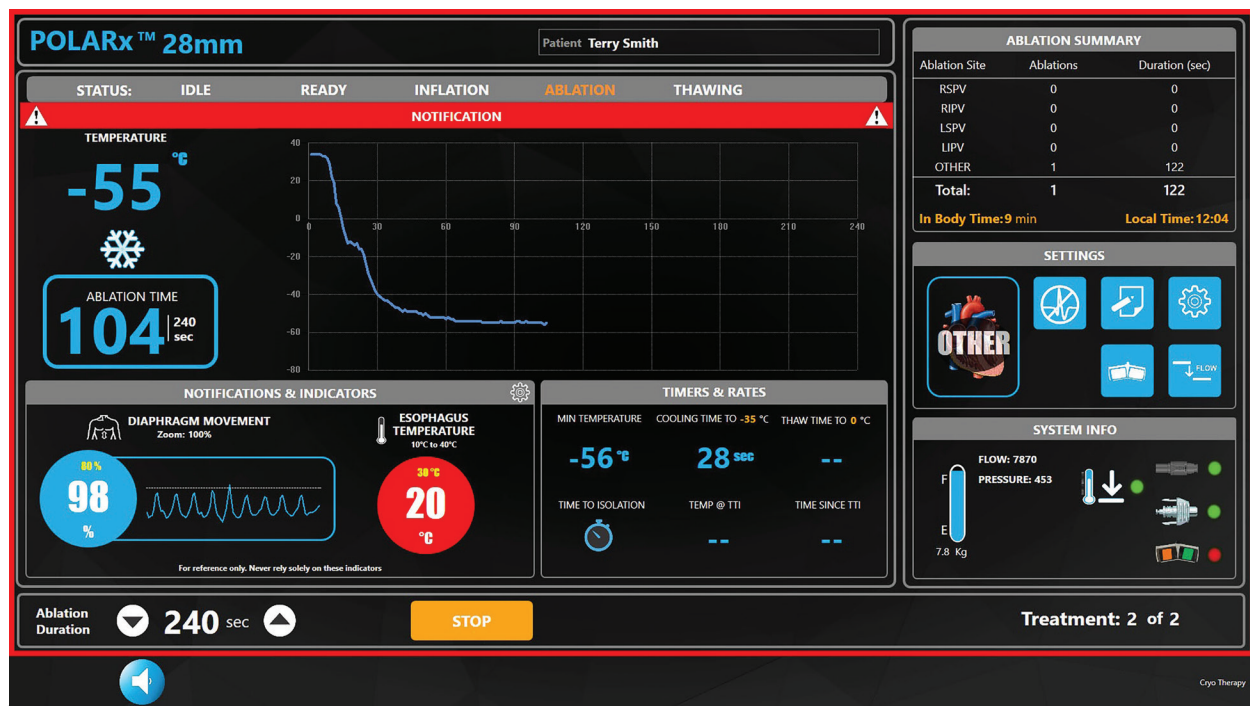 POLARx™ 28mm
Patient Terry Smith
STATUS: IDLE READY INFLATION ABLATION THAWING
NOTIFICATION
TEMPERATURE
-55 °C
ABLATION TIME
104 240 sec
40
20
0
-20
-40
-60
-80
0 30 60 90 120 150 180 210 240
NOTIFICATIONS & INDICATORS
DIAPHRAGM MOVEMENT
Zoom: 100%
80 %
98
%
ESOPHAGUS
TEMPERATURE
10°C to 40°C
30 °C
20
°C
For reference only. Never rely solely on these indicators
TIMERS & RATES
MIN TEMPERATURE COOLING TIME TO -35 °C THAW TIME TO 0 °C
-56 °C 28 sec --
TIME TO ISOLATION TEMP @ TTI TIME SINCE TTI
-- --
Ablation
Duration
240 sec
STOP
Treatment: 2 of 2
ABLATION SUMMARY
Ablation Site Ablations Duration (sec)
RSPV 0 0
RIPV 0 0
LSPV 0 0
LIPV 0 0
OTHER 1 122
Total: 1 122
In Body Time:9 min Local Time:12:04
SETTINGS
OTHER
FLOW
SYSTEM INFO
FLOW: 7870
PRESSURE: 453
F
E
7.8 Kg
Cryo Therapy